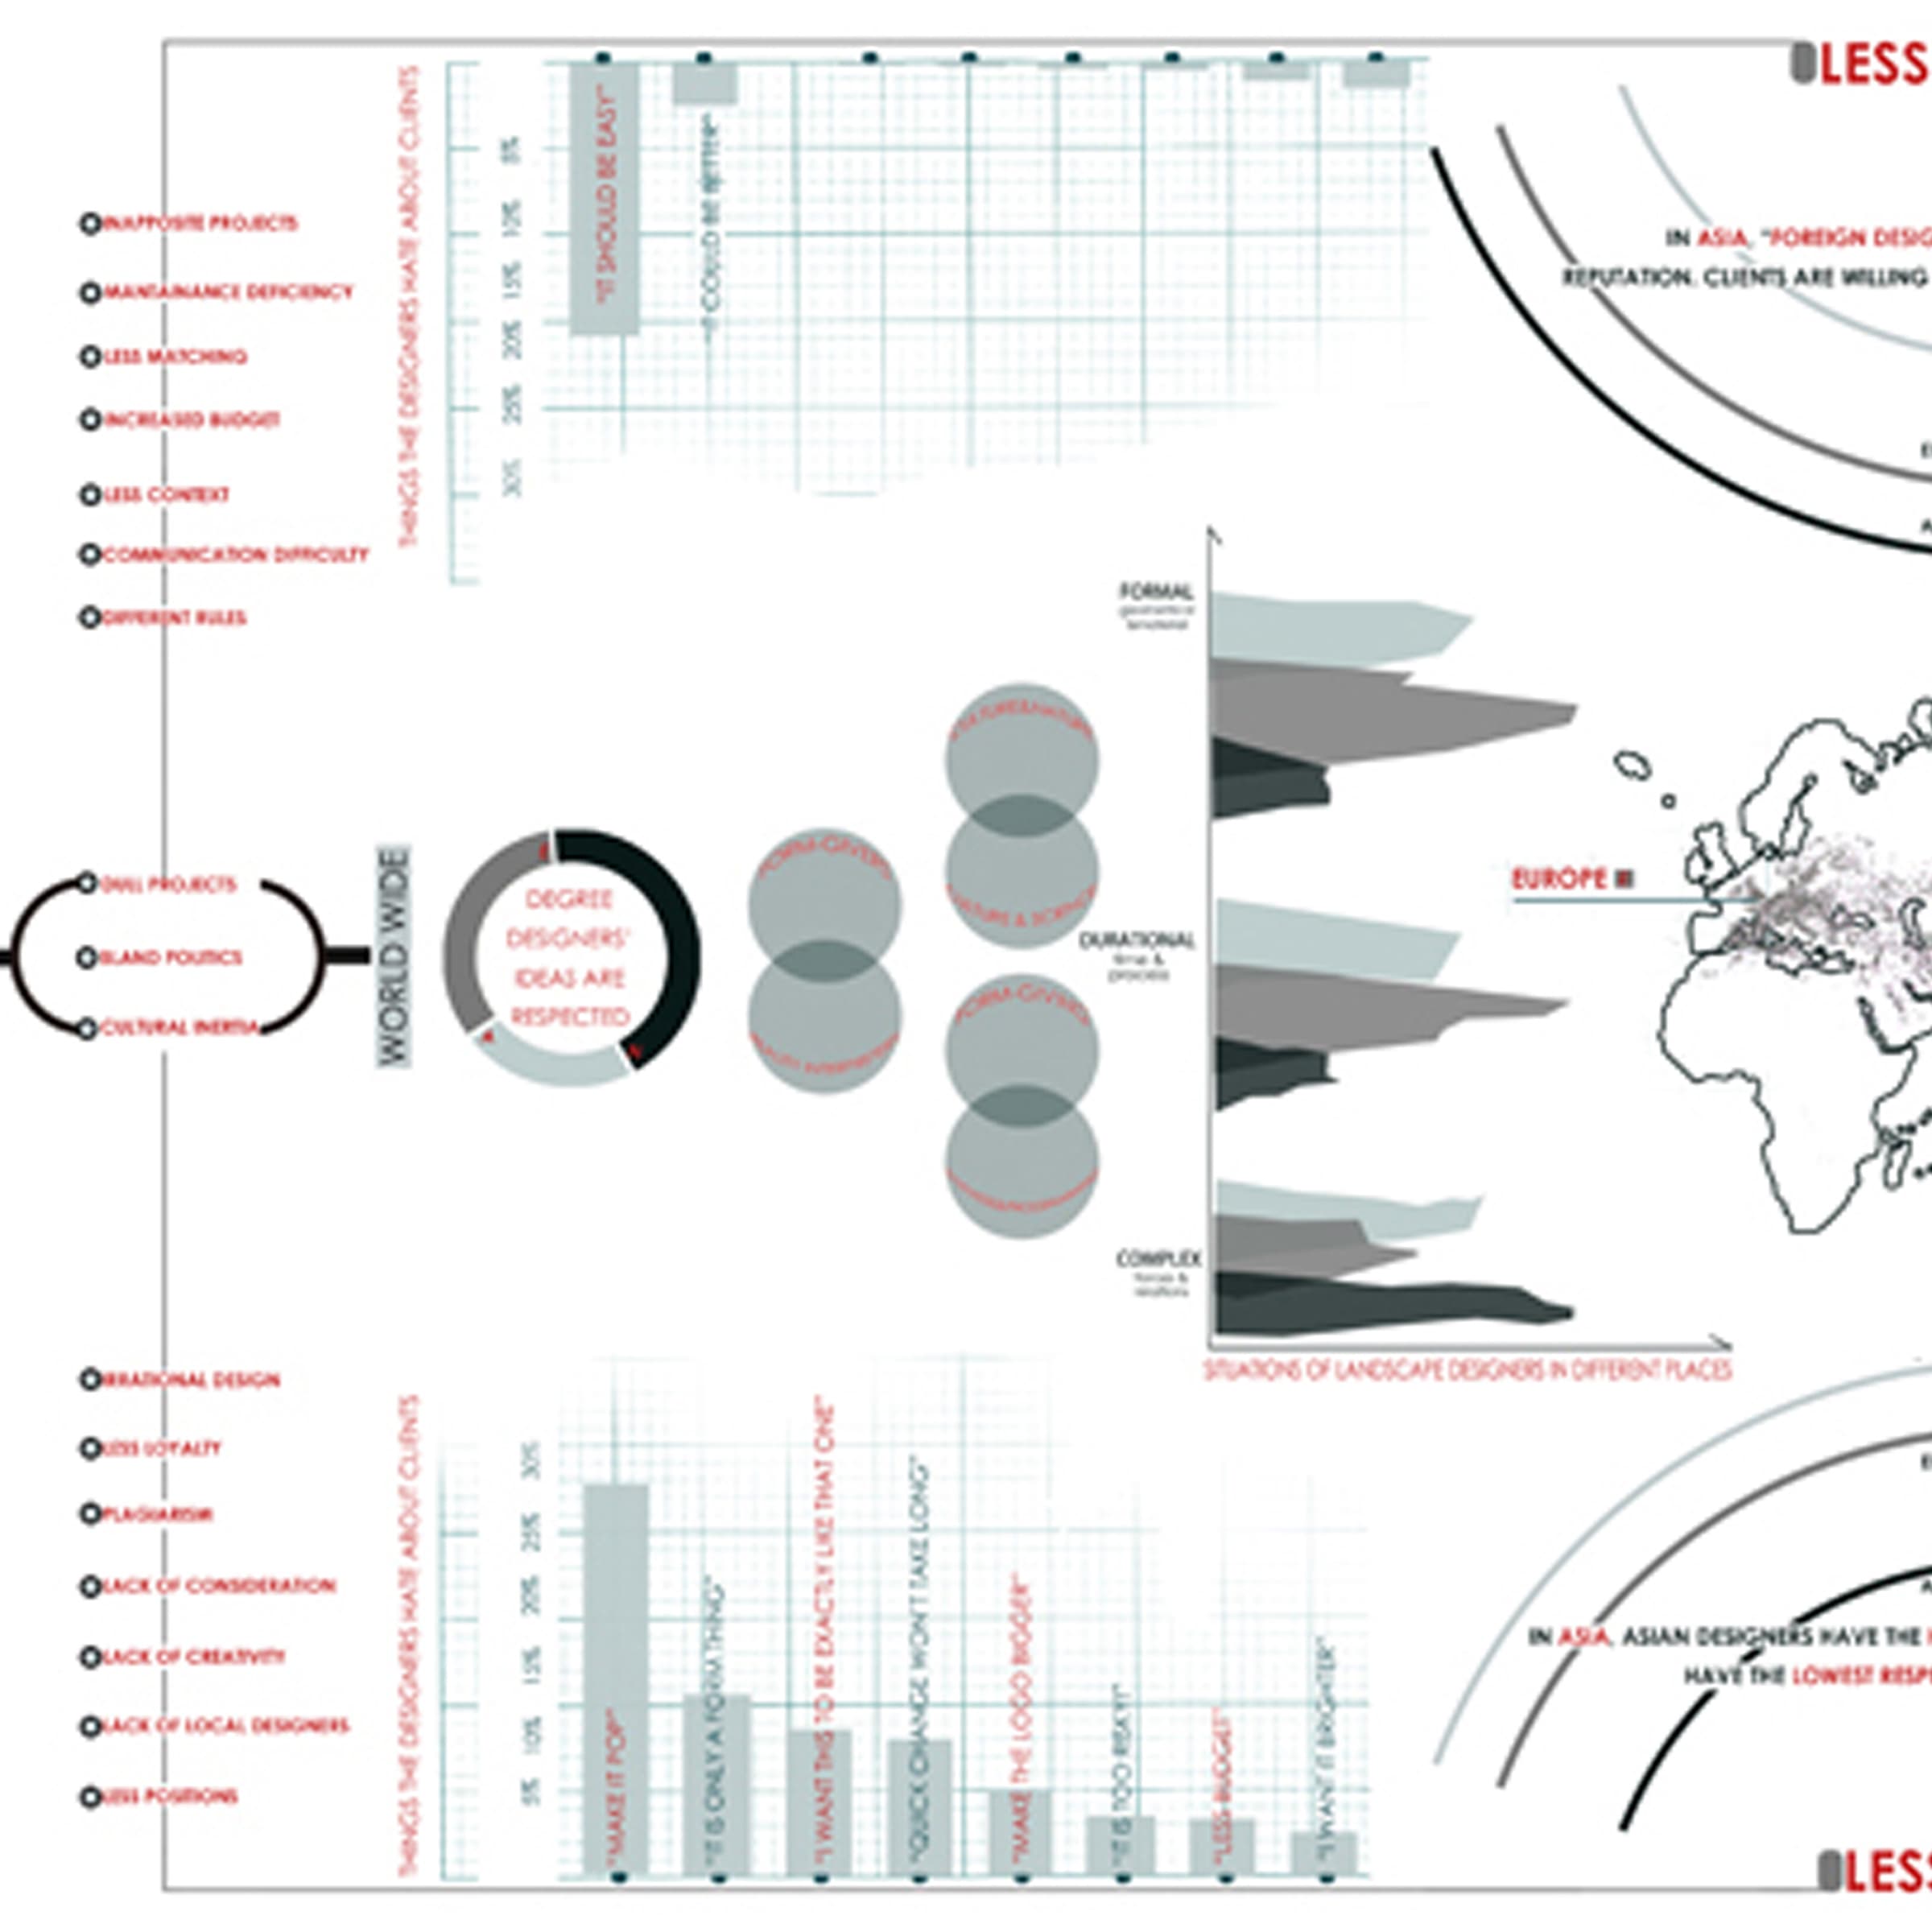 LESS
THINGS THE DESIGNERS HATE ABOUT CLIENTS
5%
10%
15%
20%
25%
30%
"IT SHOULD BE EASY"
"IT COULD BE BETTER"
INAPPOSITE PROJECTS
MANTAINANCE DEFICIENCY
LESS MATCHING
INCREASED BUDGET
LESS CONTEXT
COMMUNICATION DIFFICULTY
DIFFERENT RULES
IN ASIA, "FOREIGN DESIG
REPUTATION. CLIENTS ARE WILLING
FORMAL
DULL PROJECTS
BLAND POLITICS
CULTURAL INERTIA
WORLD WIDE
DEGREE
DESIGNERS'
IDEAS ARE
RESPECTED
FORM-GIVERS
FORM-GIVERS
DURATIONAL
time &
process
EUROPE
COMPLEX
forces &
relations
SITUATIONS OF LANDSCAPE DESIGNERS IN DIFFERENT PLACES
IRRATIONAL DESIGN
LESS LOYALTY
PLAGIARISM
LACK OF CONSIDERATION
LACK OF CREATIVITY
LACK OF LOCAL DESIGNERS
LESS POSITIONS
THINGS THE DESIGNERS HATE ABOUT CLIENTS
30%
25%
20%
15%
10%
5%
"MAKE IT POP"
"IT IS ONLY A FORM THING"
"I WANT THIS TO BE EXACTLY LIKE THAT ONE"
"QUICK CHANGE WON'T TAKE LONG"
"MAKE THE LOGO BIGGER"
"IT IS TOO RISKY!"
"LESS BUDGET"
"I WANT IT BRIGHTER"
IN ASIA, ASIAN DESIGNERS HAVE THE
HAVE THE LOWEST RESP
LESS